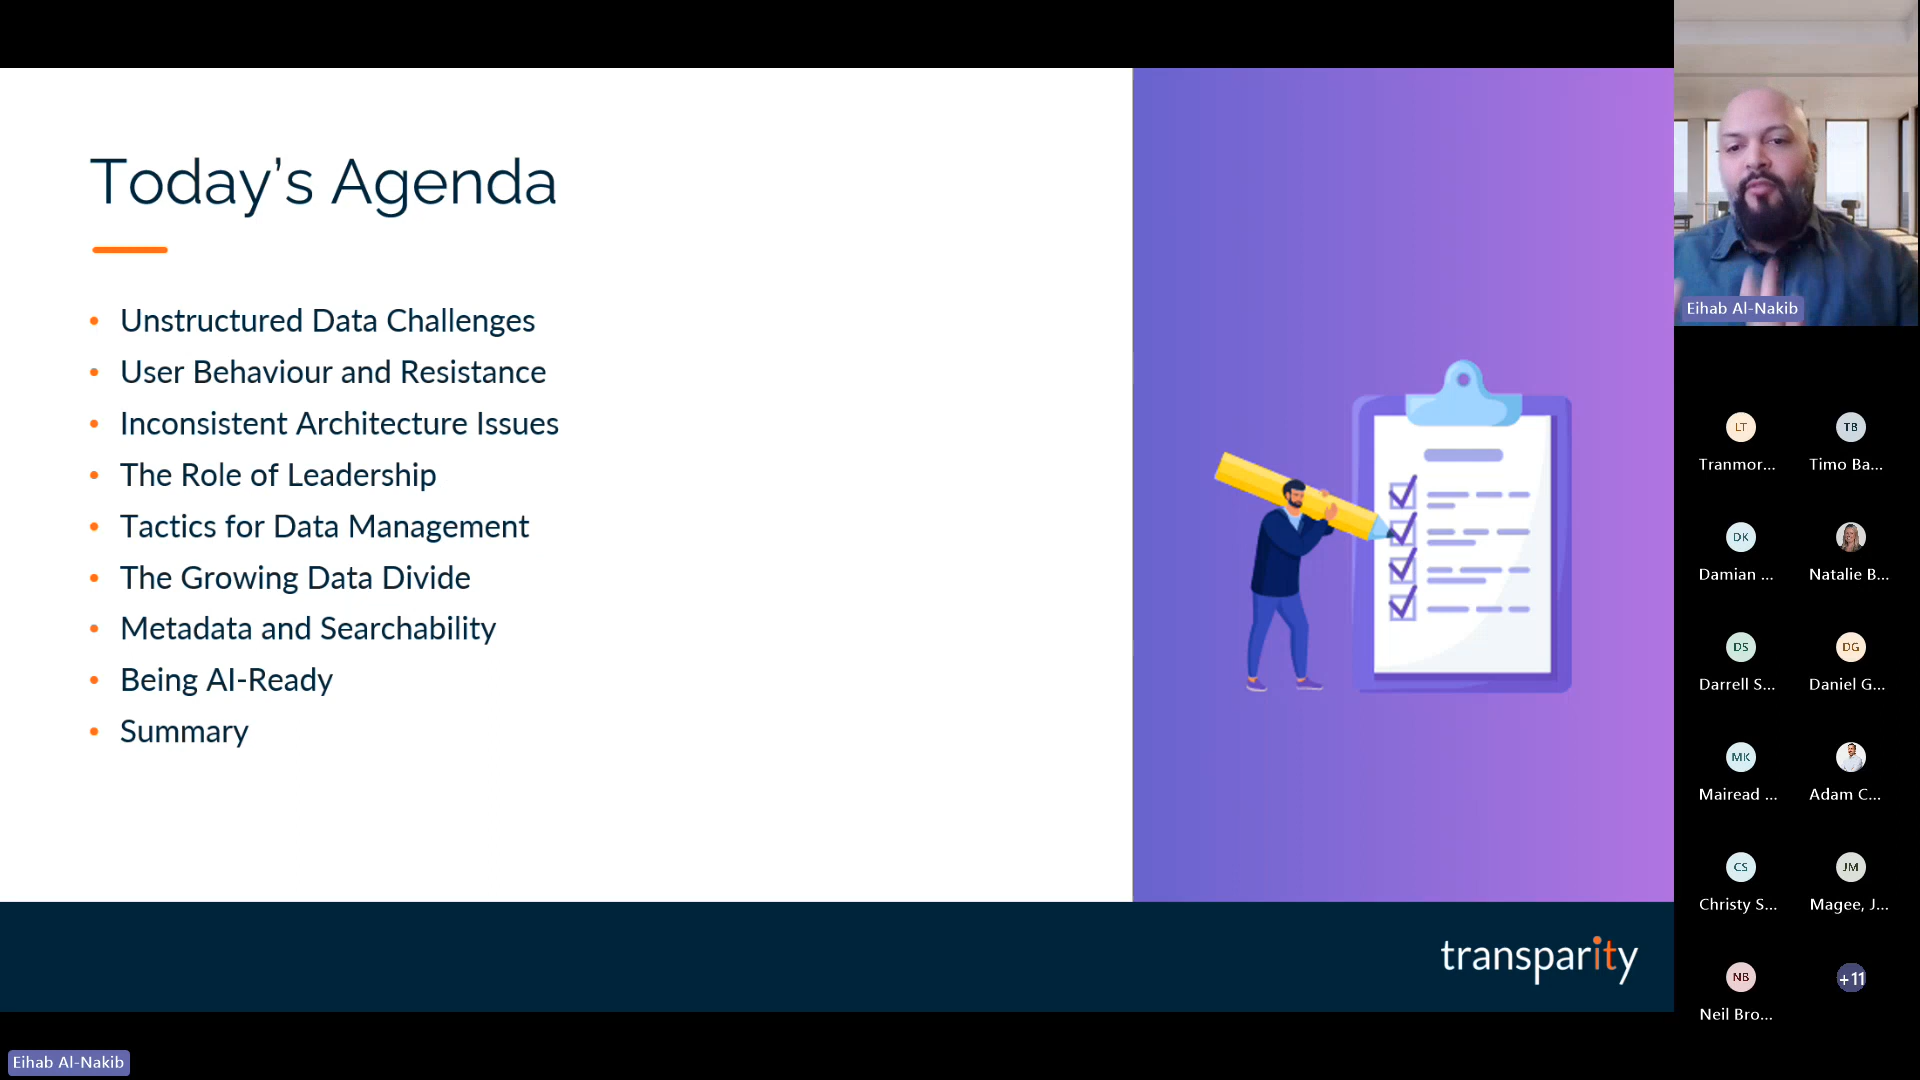 Today's Agenda
Unstructured Data Challenges
User Behaviour and Resistance
Inconsistent Architecture Issues
The Role of Leadership
Tactics for Data Management
The Growing Data Divide
Metadata and Searchability
Being AI-Ready
Summary
transparity
Eihab Al-Nakib
Eihab Al-Nakib
LT
TB
Tranmor...
Timo Ba...
DK
Damian ...
Natalie B...
DS
DG
Darrell S...
Daniel G...
MK
Mairead ...
Adam C...
CS
JM
Christy S...
Magee, J...
NB
+11
Neil Bro...